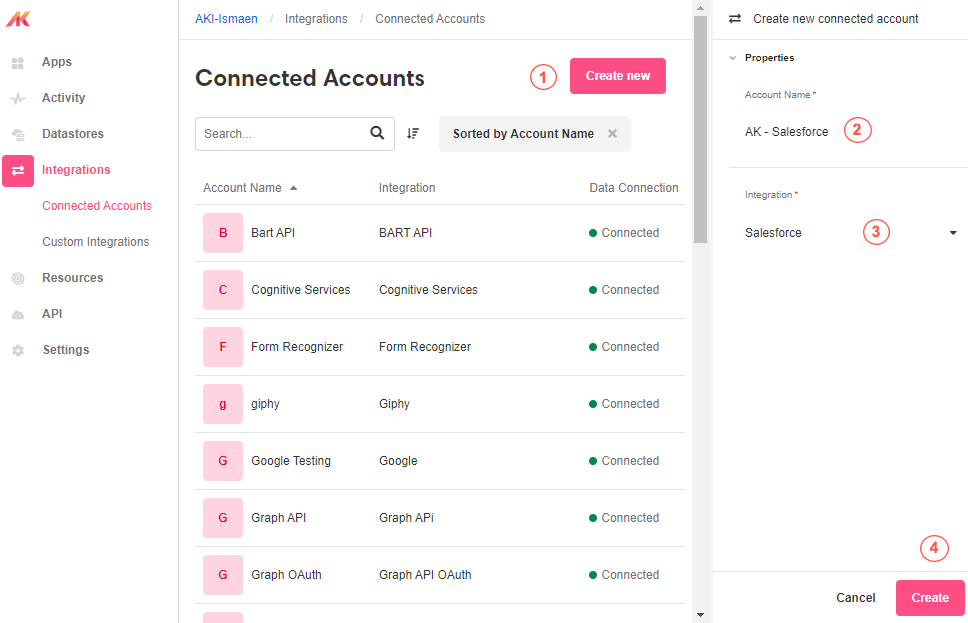 AK
Apps
Activity
Datastores
Integrations
Connected Accounts
Custom Integrations
Resources
API
Settings
AKI-Ismaen / Integrations / Connected Accounts
Connected Accounts
1
Create new
Search...
Sorted by Account Name ×
Account Name Integration Data Connection
B Bart API BART API Connected
C Cognitive Services Cognitive Services Connected
F Form Recognizer Form Recognizer Connected
g giphy Giphy Connected
G Google Testing Google Connected
G Graph API Graph APi Connected
G Graph OAuth Graph API OAuth Connected
Create new connected account
Properties
Account Name *
AK - Salesforce
2
Integration *
Salesforce
3
4
Cancel
Create